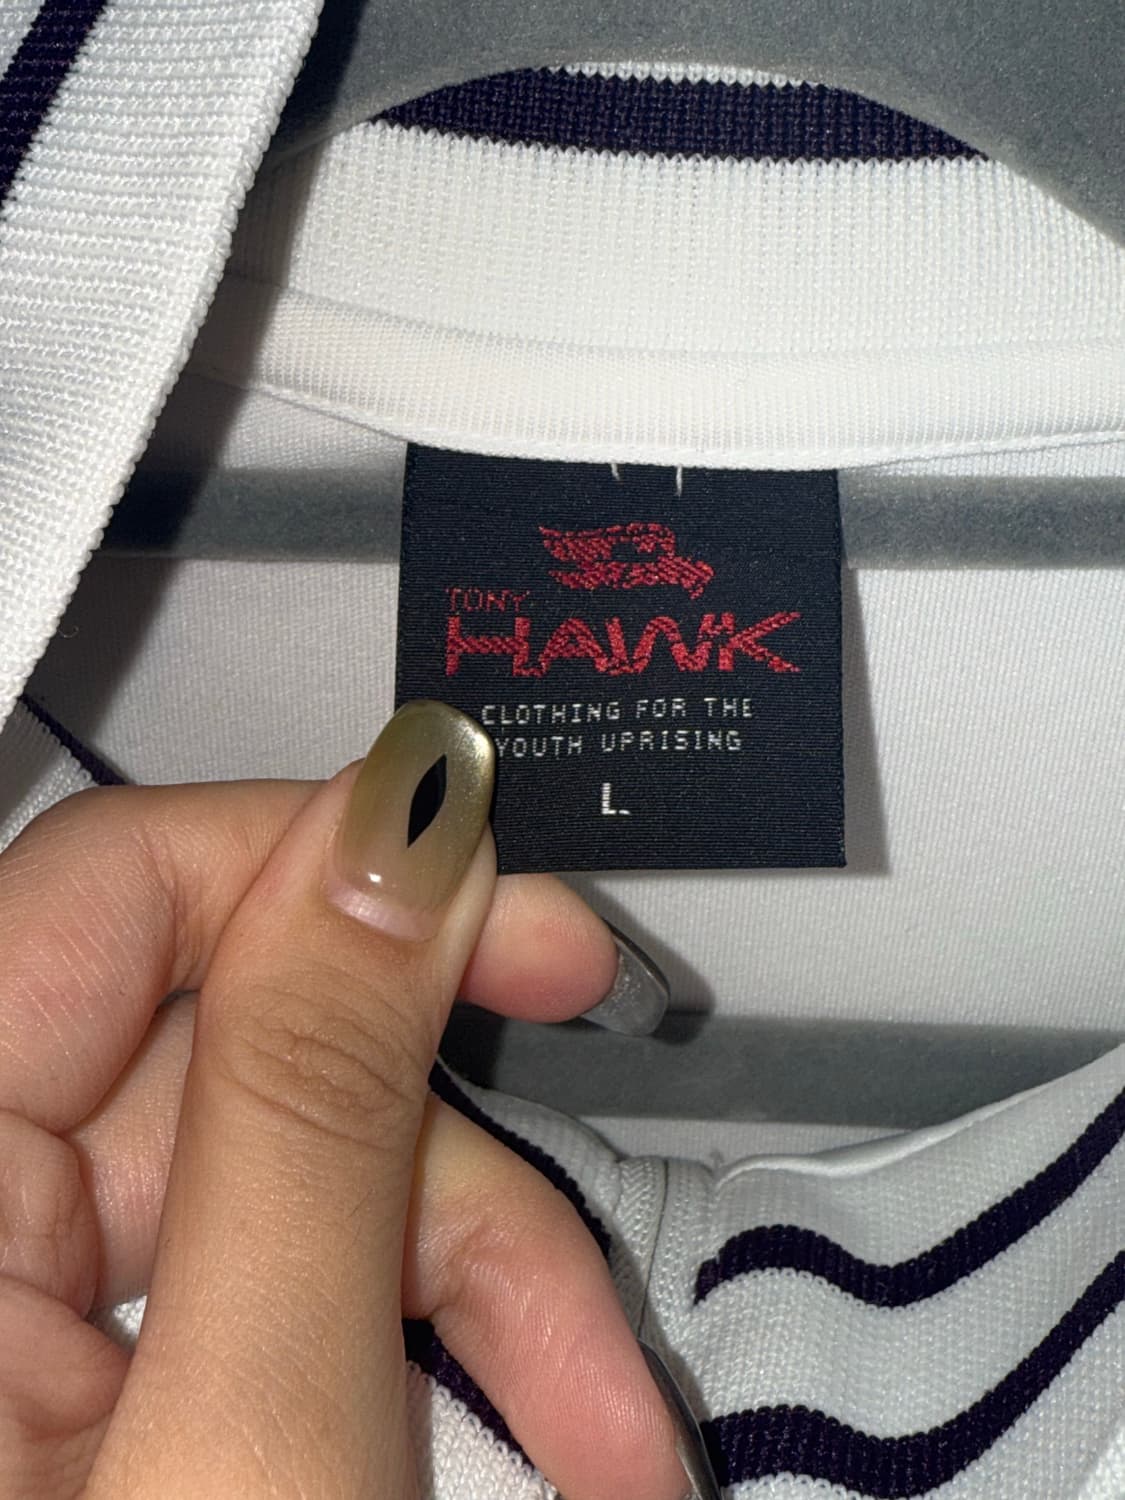 TONY
HAWK
CLOTHING FOR THE
YOUTH UPRISING
L